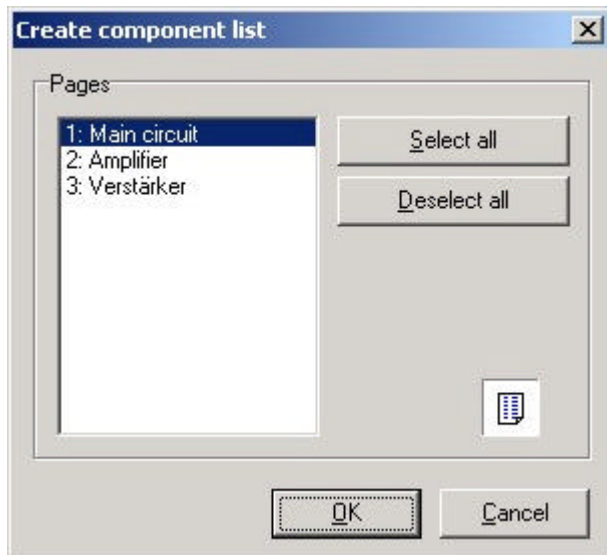 Create component list
Pages
1: Main circuit
2: Amplifier
3: Verstärker
Select all
Deselect all
OK
Cancel